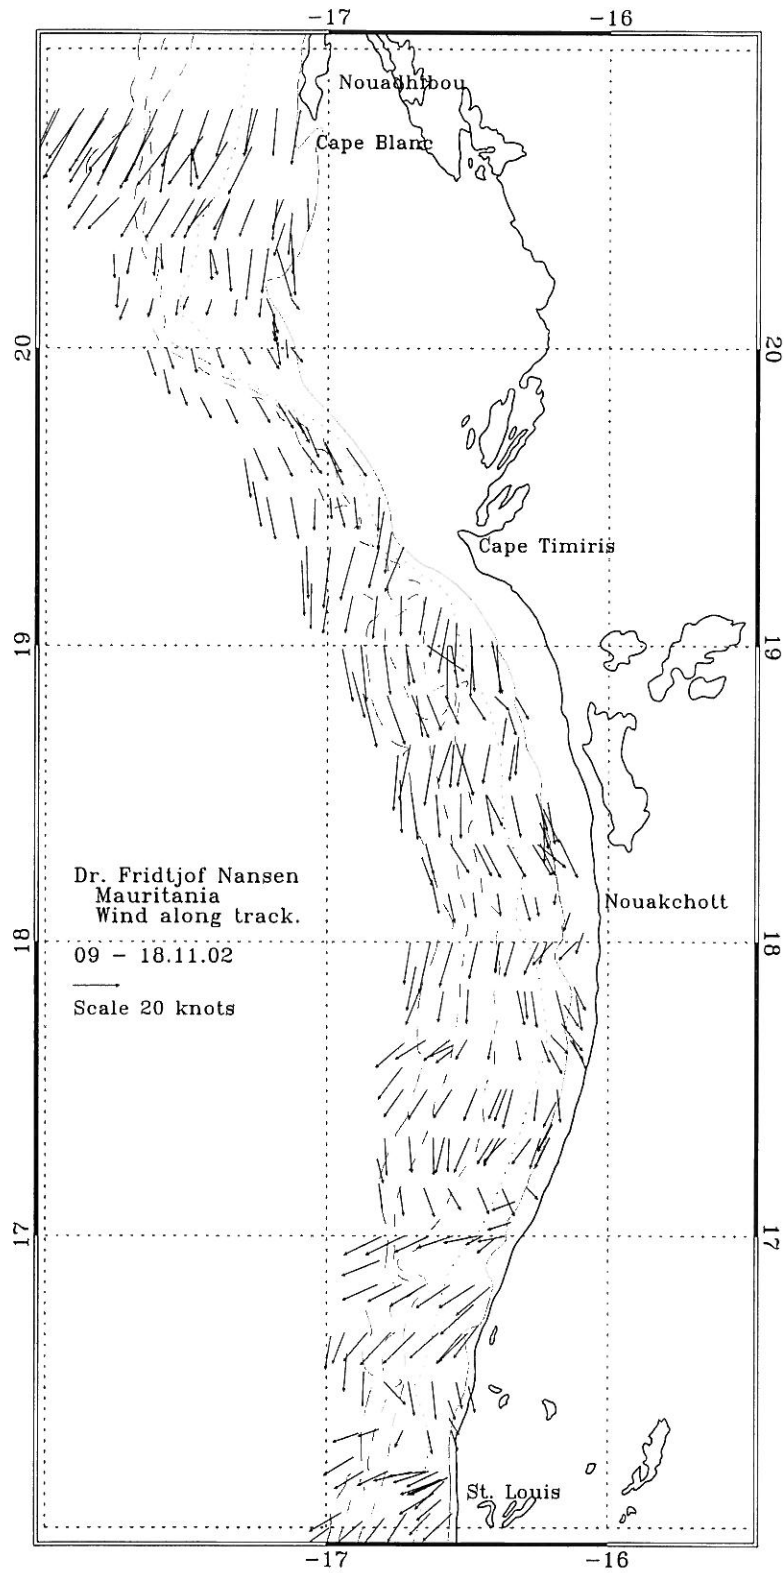 -17 -16
Nouadhibou
Cape Blanc
20 20
Cape Timiris
19 19
Dr. Fridtjof Nansen
Mauritania
Wind along track.
Nouakchott
18 18
09 - 18.11.02
Scale 20 knots
17 17
St. Louis
-17 -16